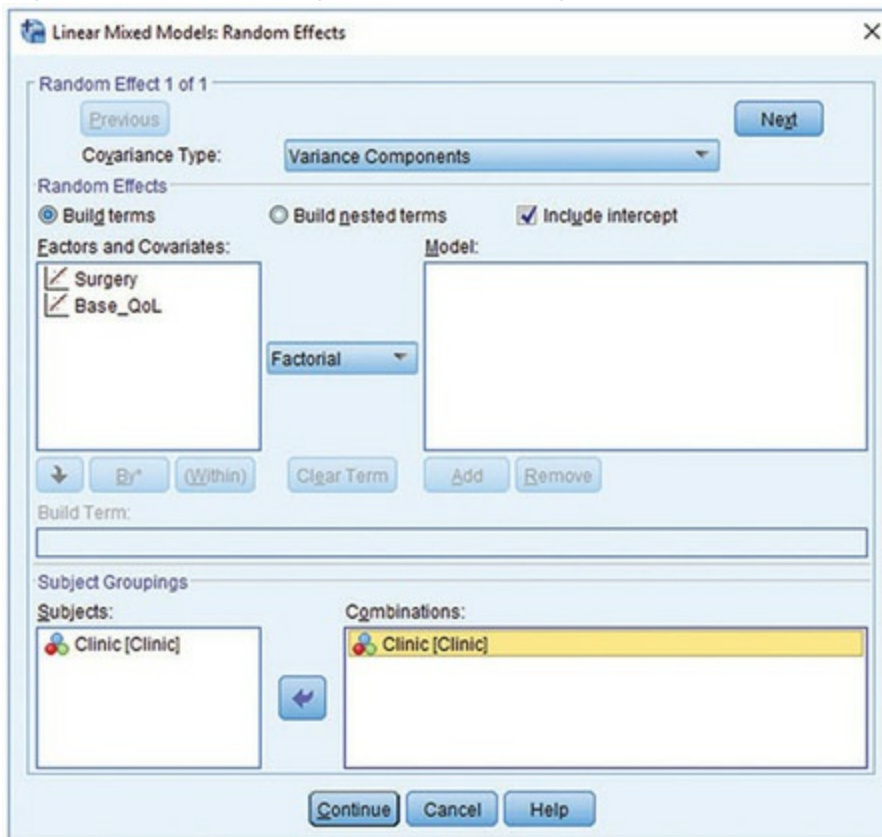 Linear Mixed Models: Random Effects
Random Effect 1 of 1
Previous Next
Covariance Type: Variance Components
Random Effects
Build terms Build nested terms Include intercept
Factors and Covariates: Model:
Surgery
Base_QoL
Factorial
By* (Within) Clear Term Add Remove
Build Term:
Subject Groupings
Subjects: Combinations:
Clinic [Clinic] Clinic [Clinic]
Continue Cancel Help